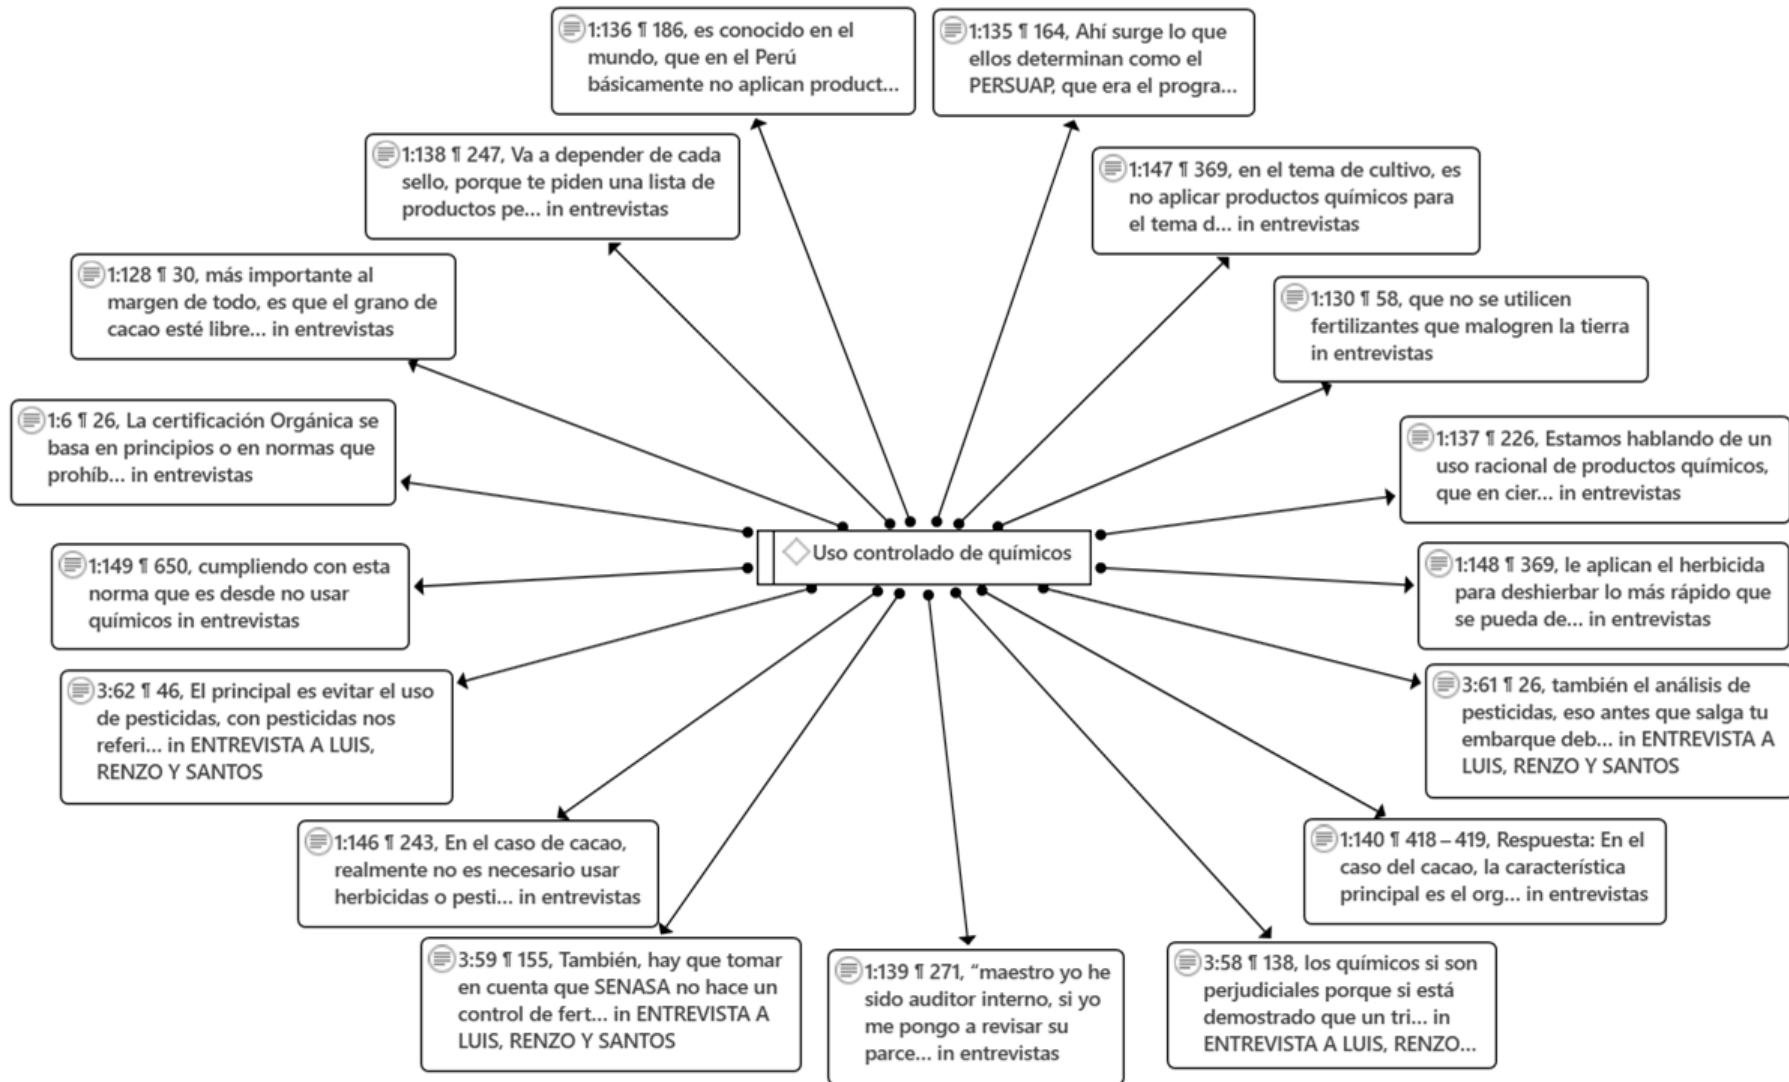 1:136 ¶ 186, es conocido en el
mundo, que en el Perú
básicamente no aplican product...
1:135 ¶ 164, Ahí surge lo que
ellos determinan como el
PERSUAP, que era el progra...
1:138 ¶ 247, Va a depender de cada
sello, porque te piden una lista de
productos pe... in entrevistas
1:147 ¶ 369, en el tema de cultivo, es
no aplicar productos químicos para
el tema d... in entrevistas
1:128 ¶ 30, más importante al
margen de todo, es que el grano de
cacao esté libre... in entrevistas
1:130 ¶ 58, que no se utilicen
fertilizantes que malogren la tierra
in entrevistas
1:6 ¶ 26, La certificación Orgánica se
basa en principios o en normas que
prohíb... in entrevistas
1:137 ¶ 226, Estamos hablando de un
uso racional de productos químicos,
que en cier... in entrevistas
Uso controlado de químicos
1:149 ¶ 650, cumpliendo con esta
norma que es desde no usar
químicos in entrevistas
1:148 ¶ 369, le aplican el herbicida
para deshierbar lo más rápido que
se pueda de... in entrevistas
3:62 ¶ 46, El principal es evitar el uso
de pesticidas, con pesticidas nos
referi... in ENTREVISTA A LUIS,
RENZO Y SANTOS
3:61 ¶ 26, también el análisis de
pesticidas, eso antes que salga tu
embarque deb... in ENTREVISTA A
LUIS, RENZO Y SANTOS
1:146 ¶ 243, En el caso de cacao,
realmente no es necesario usar
herbicidas o pesti... in entrevistas
1:140 ¶ 418 – 419, Respuesta: En el
caso del cacao, la característica
principal es el org... in entrevistas
3:59 ¶ 155, También, hay que tomar
en cuenta que SENASA no hace un
control de fert... in ENTREVISTA A
LUIS, RENZO Y SANTOS
1:139 ¶ 271, “maestro yo he
sido auditor interno, si yo
me pongo a revisar su
parce... in entrevistas
3:58 ¶ 138, los químicos si son
perjudiciales porque si está
demostrado que un tri... in
ENTREVISTA A LUIS, RENZO...